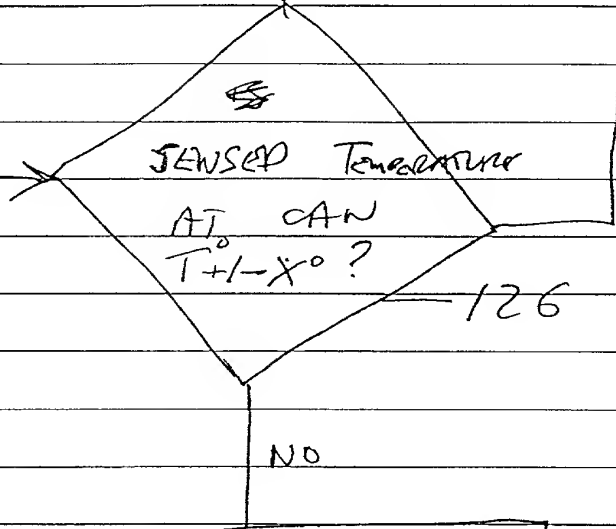 SENSED TEMPERATURE
AT CAN
T° +/- X° ?
126
NO